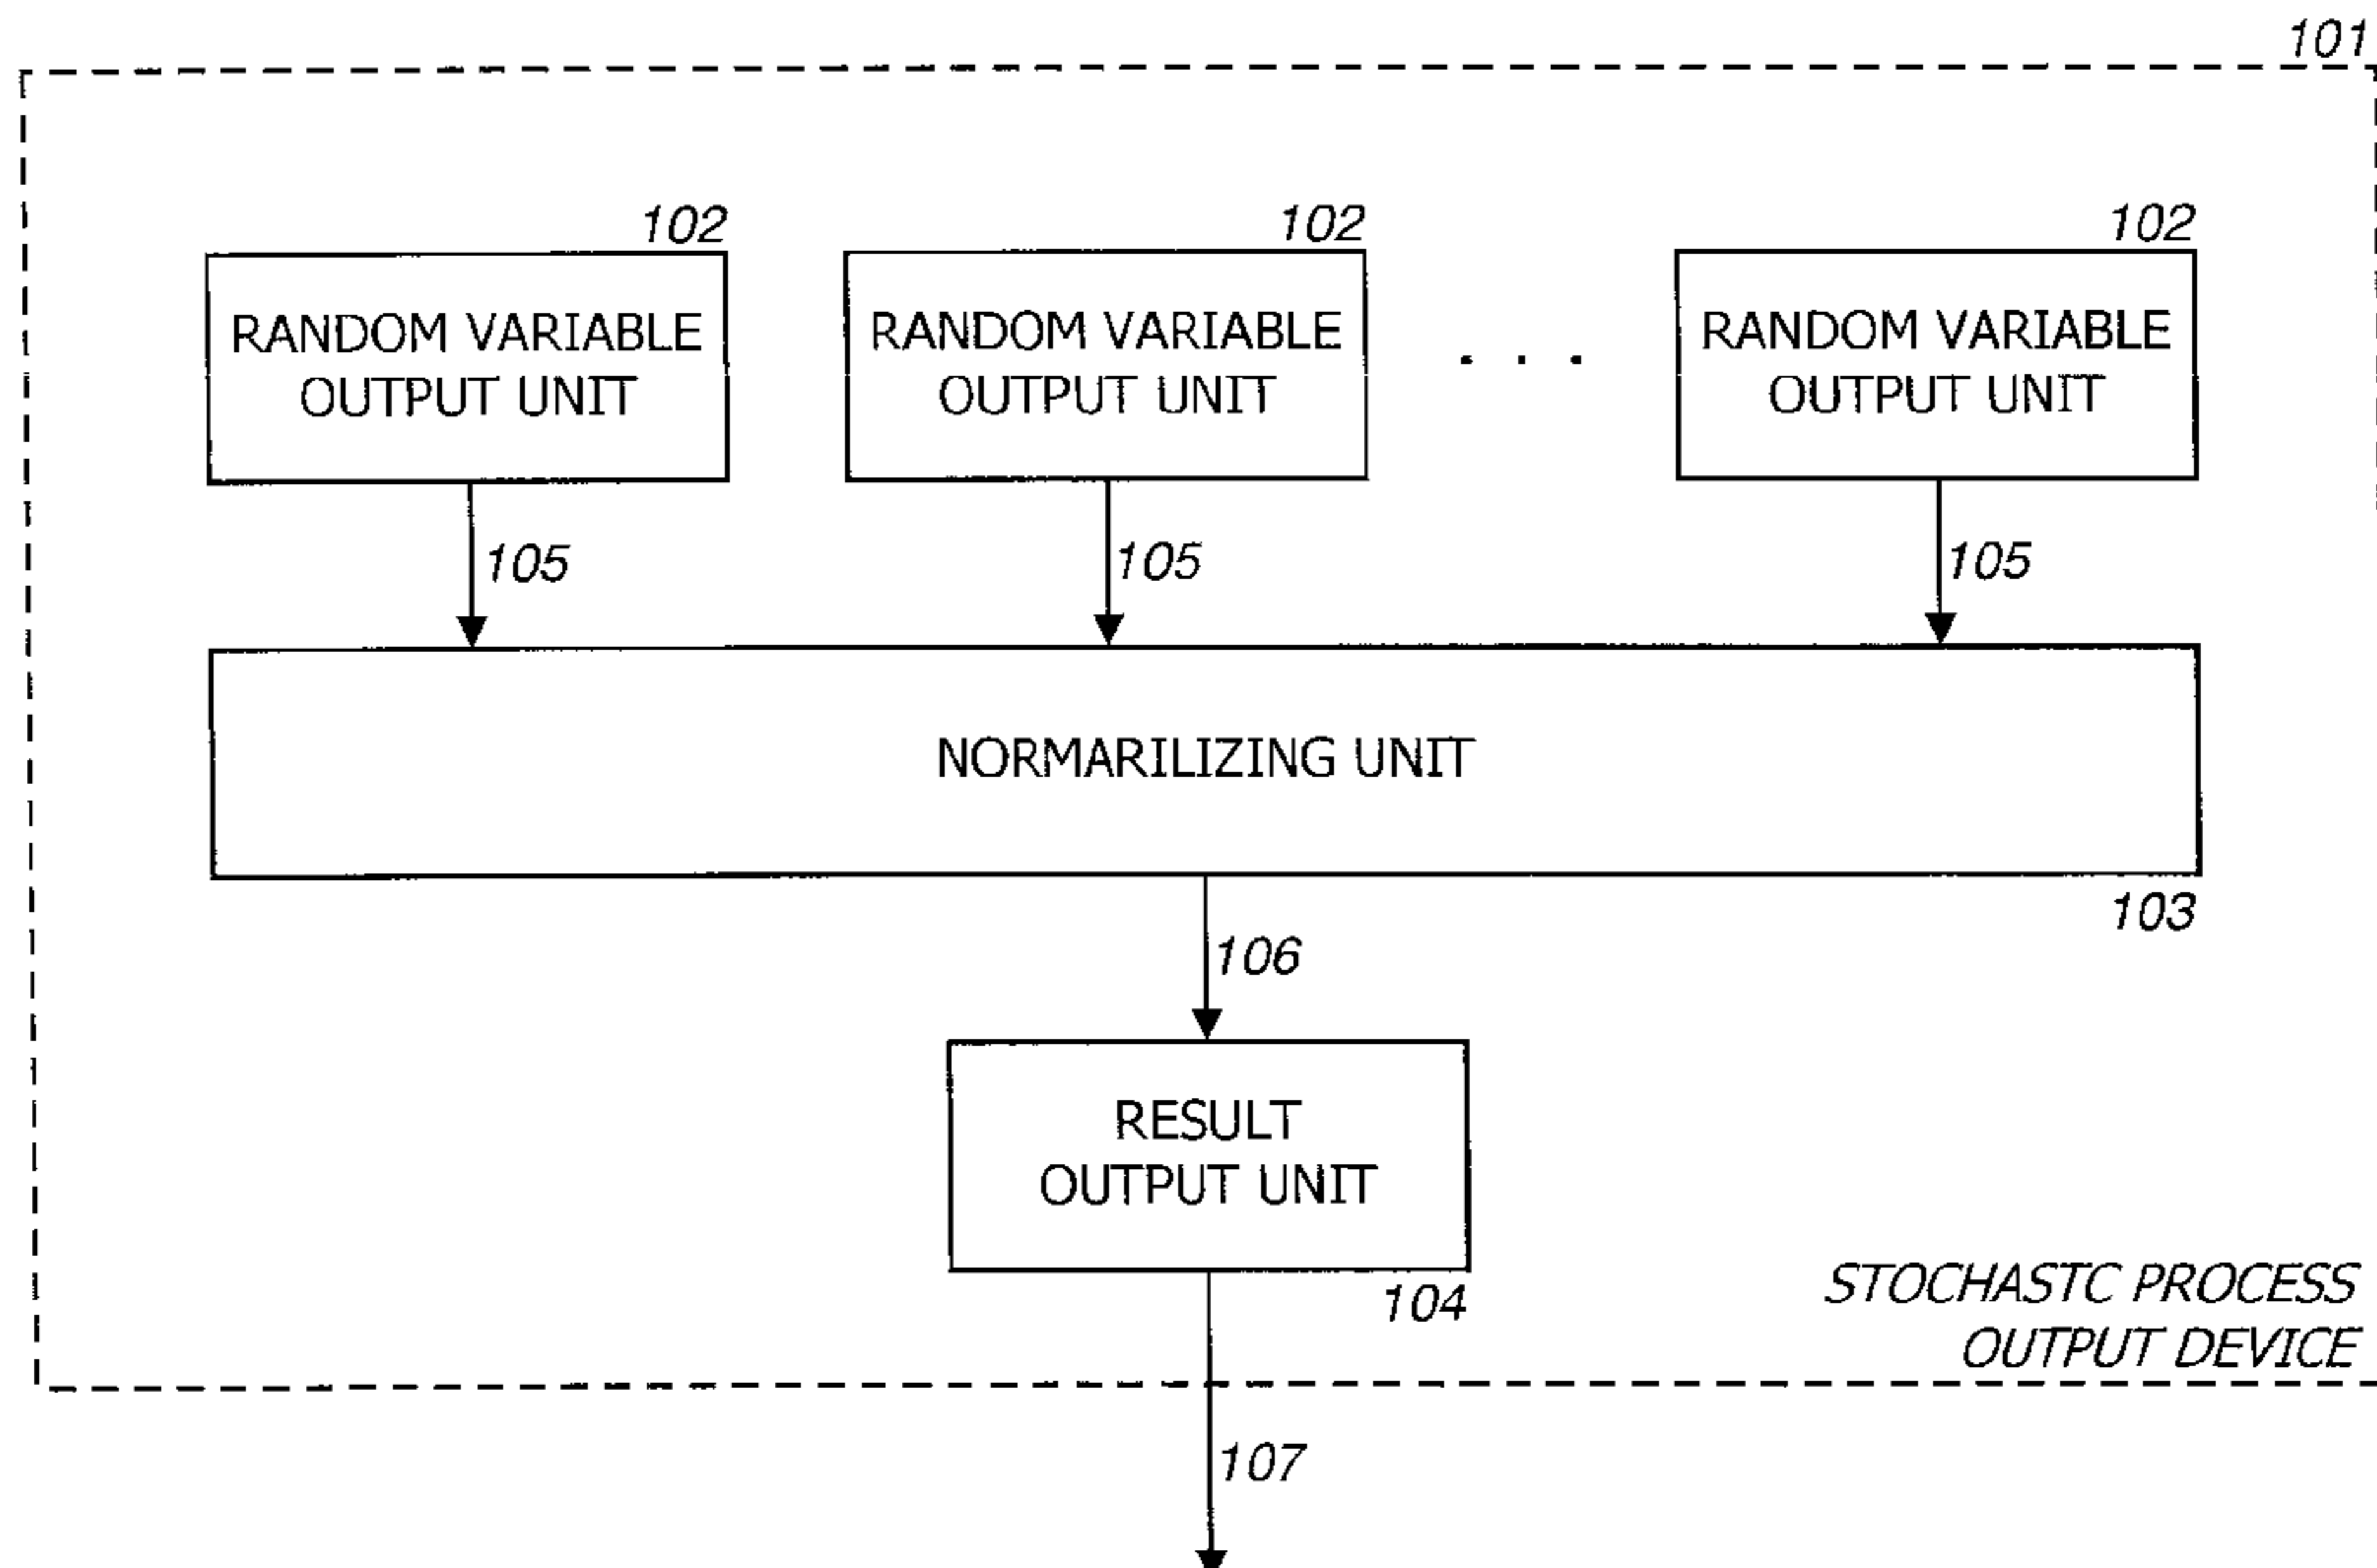 101
102
102
102
RANDOM VARIABLE
OUTPUT UNIT
RANDOM VARIABLE
OUTPUT UNIT
. . .
RANDOM VARIABLE
OUTPUT UNIT
105
105
105
NORMARILIZING UNIT
103
106
RESULT
OUTPUT UNIT
104
STOCHASTC PROCESS
OUTPUT DEVICE
107